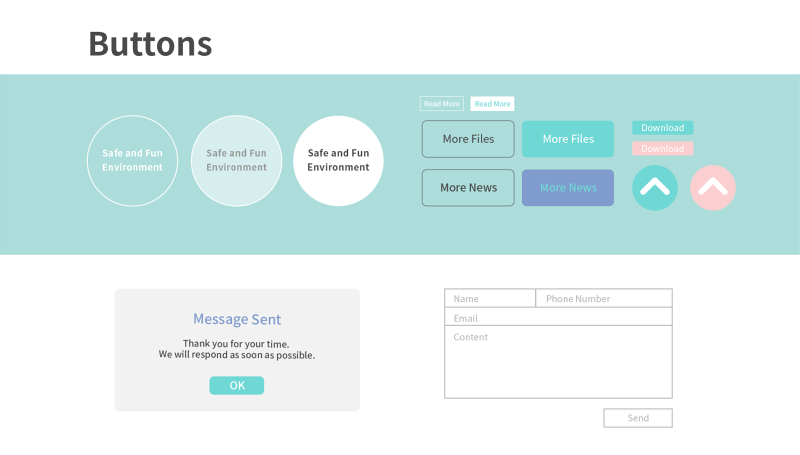 Buttons
Safe and Fun
Environment
Safe and Fun
Environment
Safe and Fun
Environment
Read More
Read More
More Files
More Files
More News
More News
Download
Download
Message Sent
Thank you for your time.
We will respond as soon as possible.
OK
Name
Phone Number
Email
Content
Send